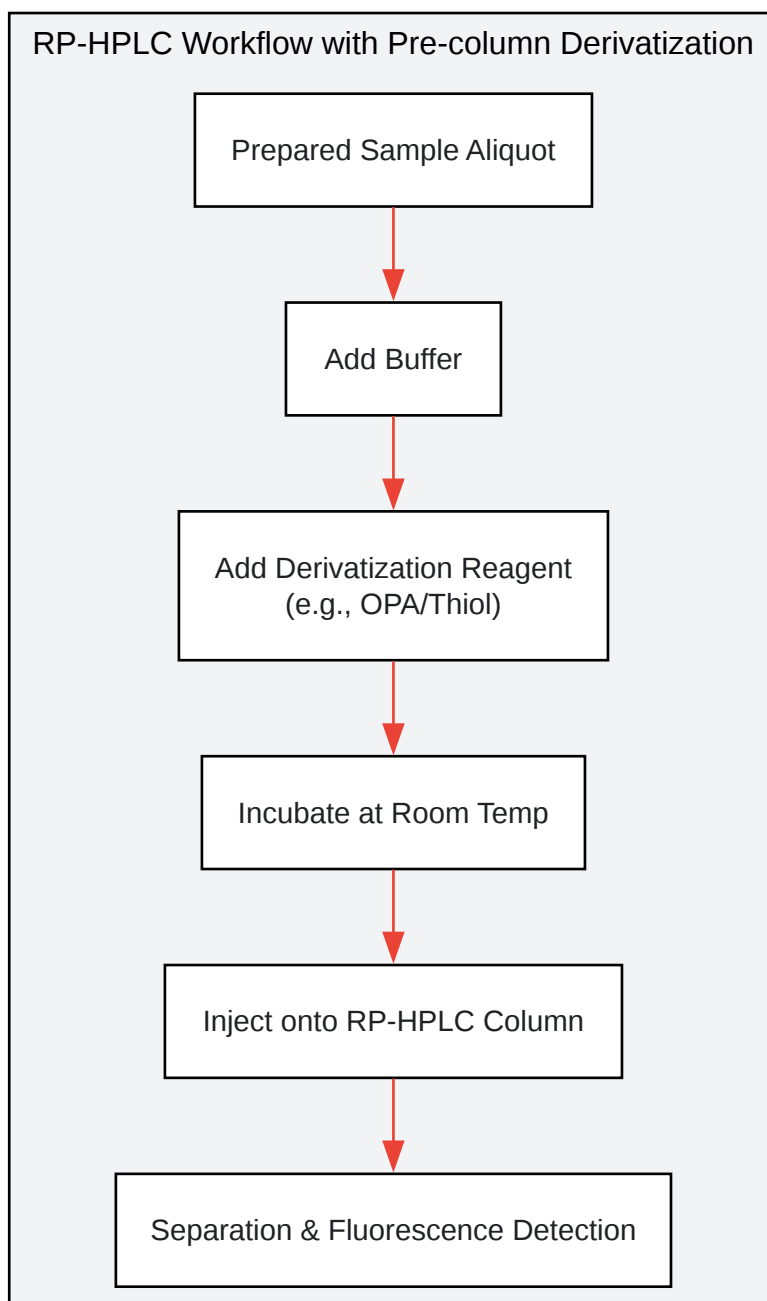 RP-HPLC Workflow with Pre-column Derivatization
Prepared Sample Aliquot
Add Buffer
Add Derivatization Reagent
(e.g., OPA/Thiol)
Incubate at Room Temp
Inject onto RP-HPLC Column
Separation & Fluorescence Detection